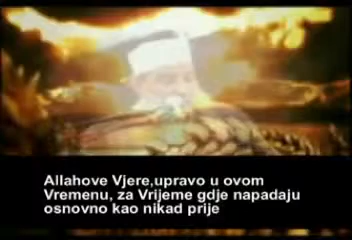 Allahove Vjere,upravo u ovom
Vremenu, za Vrijeme gdje napadaju
osnovno kao nikad prije